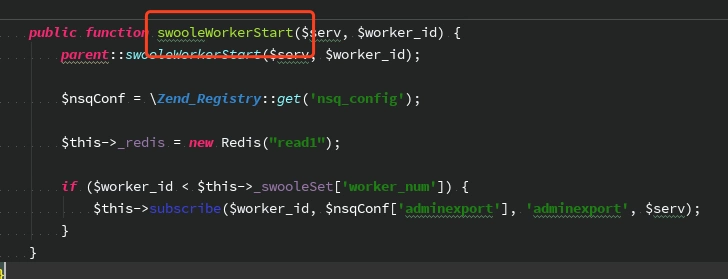 public function swooleWorkerStart($serv, $worker_id) {
parent::swooleWorkerStart($serv, $worker_id);
$nsqConf = \Zend_Registry::get('nsq_config');
$this->_redis = new Redis("read1");
if ($worker_id < $this->_swooleSet['worker_num']) {
$this->subscribe($worker_id, $nsqConf['adminexport'], 'adminexport', $serv);
}
}
}